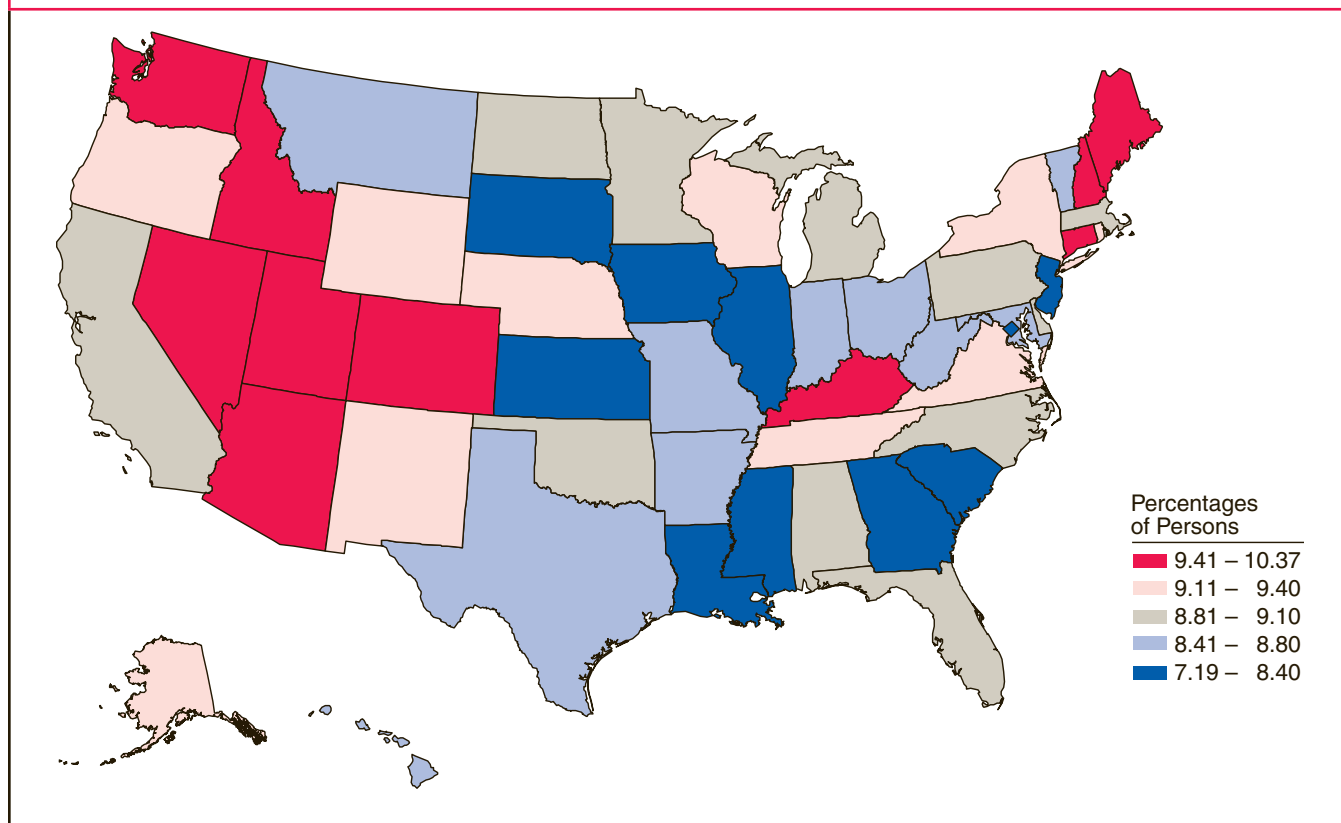 Percentages
of Persons
9.41 – 10.37
9.11 – 9.40
8.81 – 9.10
8.41 – 8.80
7.19 – 8.40